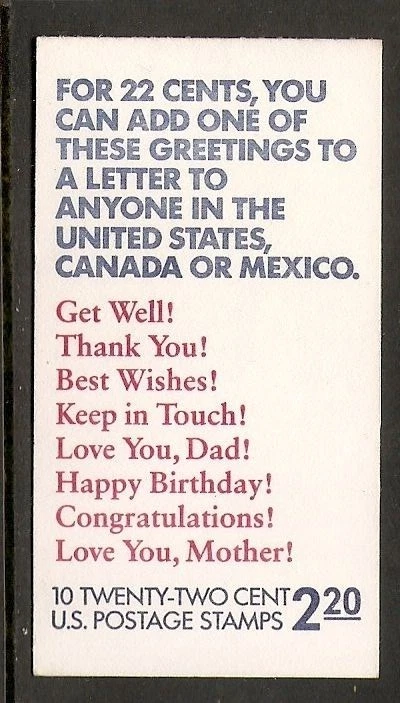 FOR 22 CENTS, YOU
CAN ADD ONE OF
THESE GREETINGS TO
A LETTER TO
ANYONE IN THE
UNITED STATES,
CANADA OR MEXICO.
Get Well!
Thank You!
Best Wishes!
Keep in Touch!
Love You, Dad!
Happy Birthday!
Congratulations!
Love You, Mother!
10 TWENTY-TWO CENT
U.S. POSTAGE STAMPS 2 20